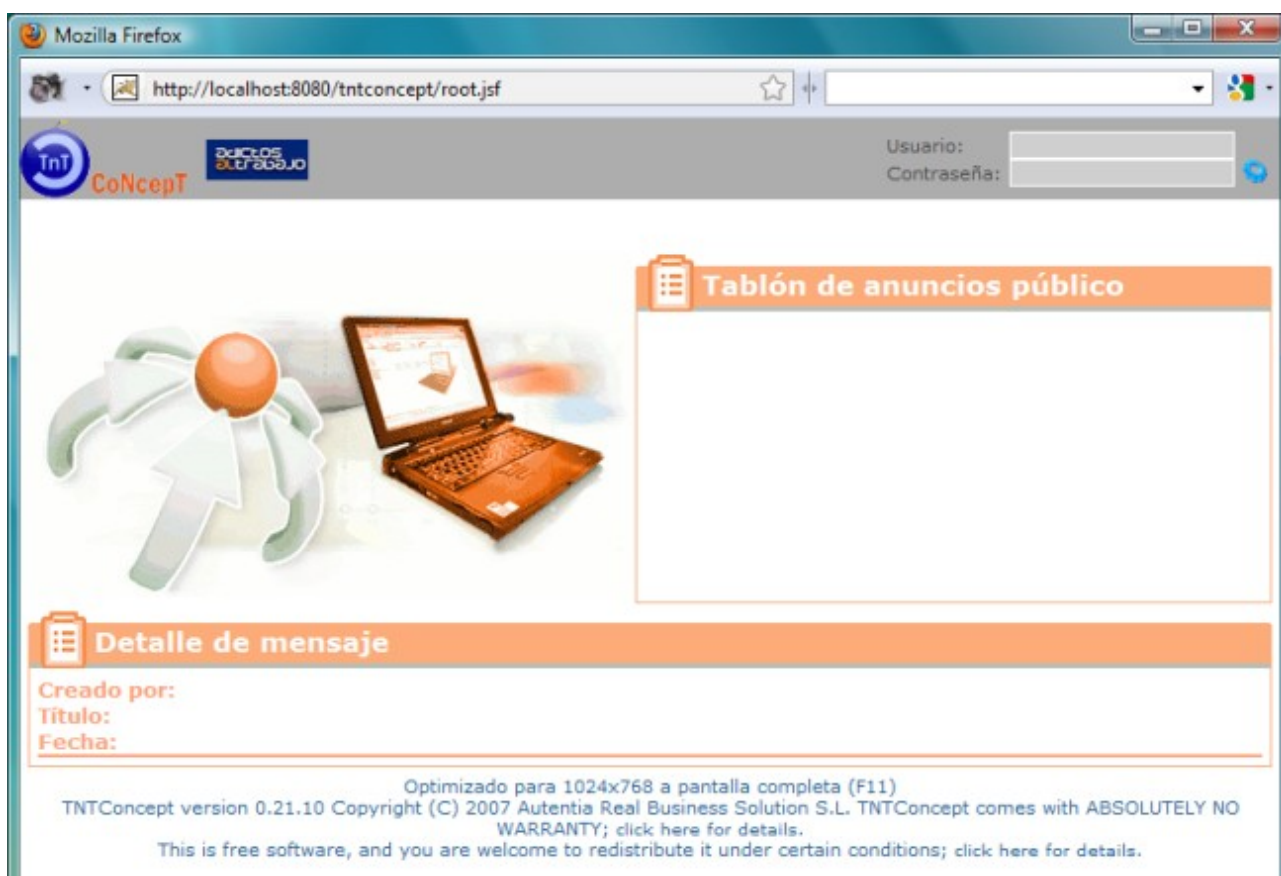 Mozilla Firefox
http://localhost:8080/tntconcept/root.jsf
TnT
CoNcepT
adictos
altrabajo
Usuario:
Contraseña:
Tablón de anuncios público
Detalle de mensaje
Creado por:
Título:
Fecha:
Optimizado para 1024x768 a pantalla completa (F11)
TNTConcept version 0.21.10 Copyright (C) 2007 Autentia Real Business Solution S.L. TNTConcept comes with ABSOLUTELY NO
WARRANTY; click here for details.
This is free software, and you are welcome to redistribute it under certain conditions; click here for details.